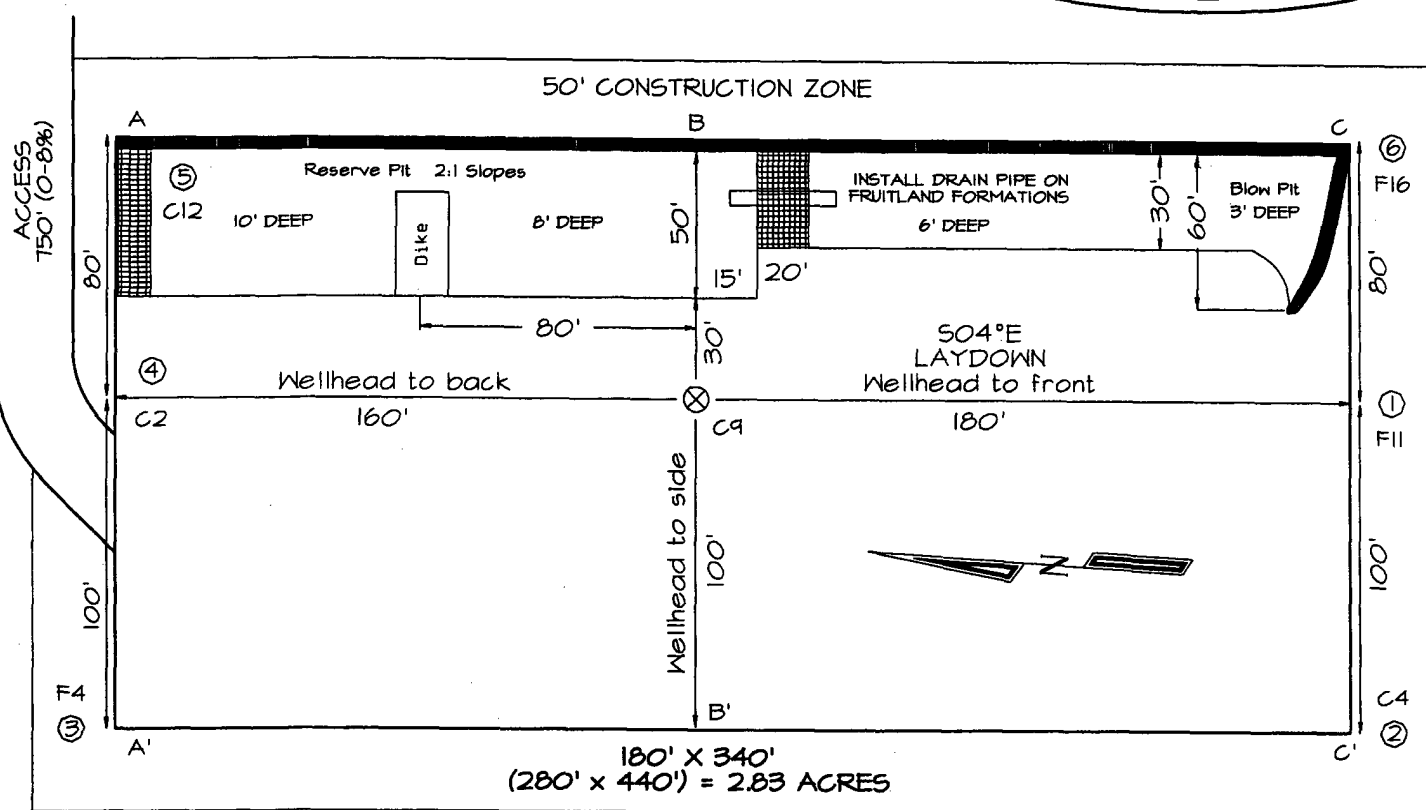 50' CONSTRUCTION ZONE
ACCESS
750' (0-8%)
A
B
C
6
F16
5
C12
Reserve Pit 2:1 Slopes
10' DEEP
Dike
8' DEEP
50'
INSTALL DRAIN PIPE ON
FRUITLAND FORMATIONS
6' DEEP
30'
60'
Blow Pit
3' DEEP
80'
80'
15'
20'
80'
30'
S04°E
LAYDOWN
Wellhead to front
180'
4
C2
Wellhead to back
160'
C9
1
F11
Wellhead to side
100'
N
100'
100'
F4
3
A'
B'
C4
2
C'
180' X 340'
(280' x 440') = 2.83 ACRES